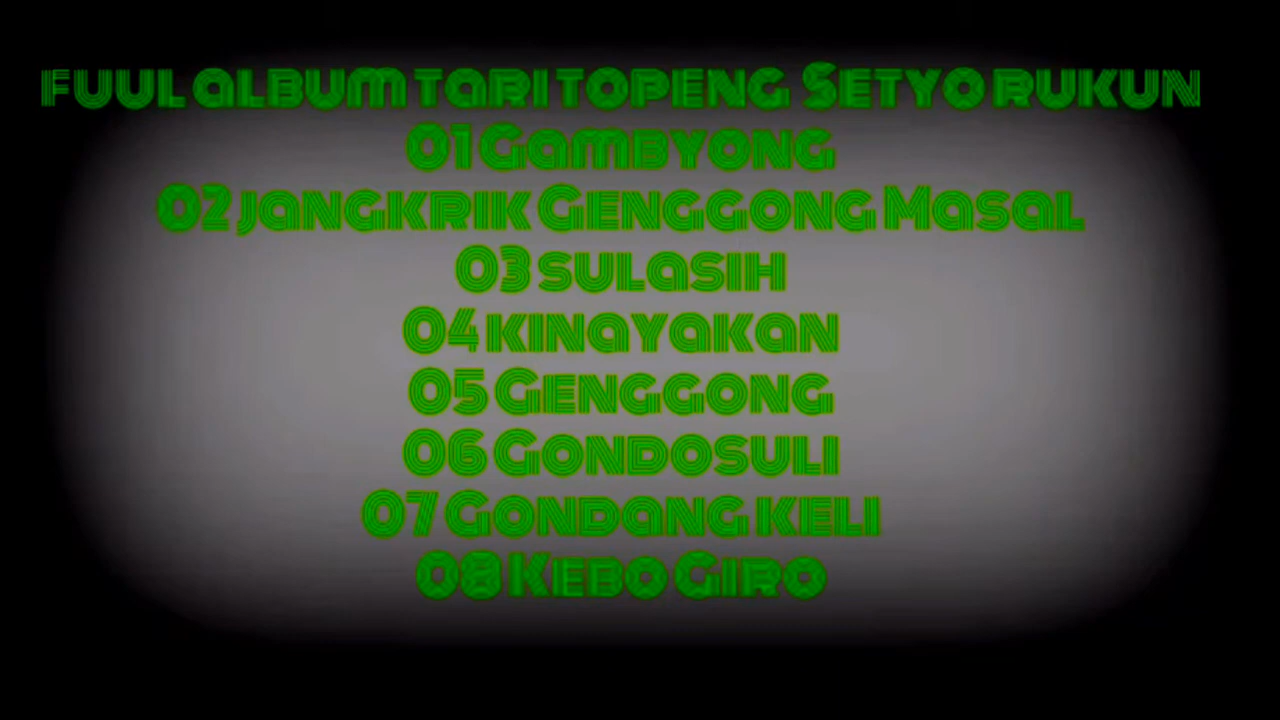 FUUL aLBUM TaRI TOPENG SETYO RUKUN
01 GamBYONG
02 jaNGKRIK GENGGONG MasaL
03 SULASIH
04 KINAYAKAN
05 GENGGONG
06 GONDOSULI
07 GONDANG KELI
08 KEBO GIRO